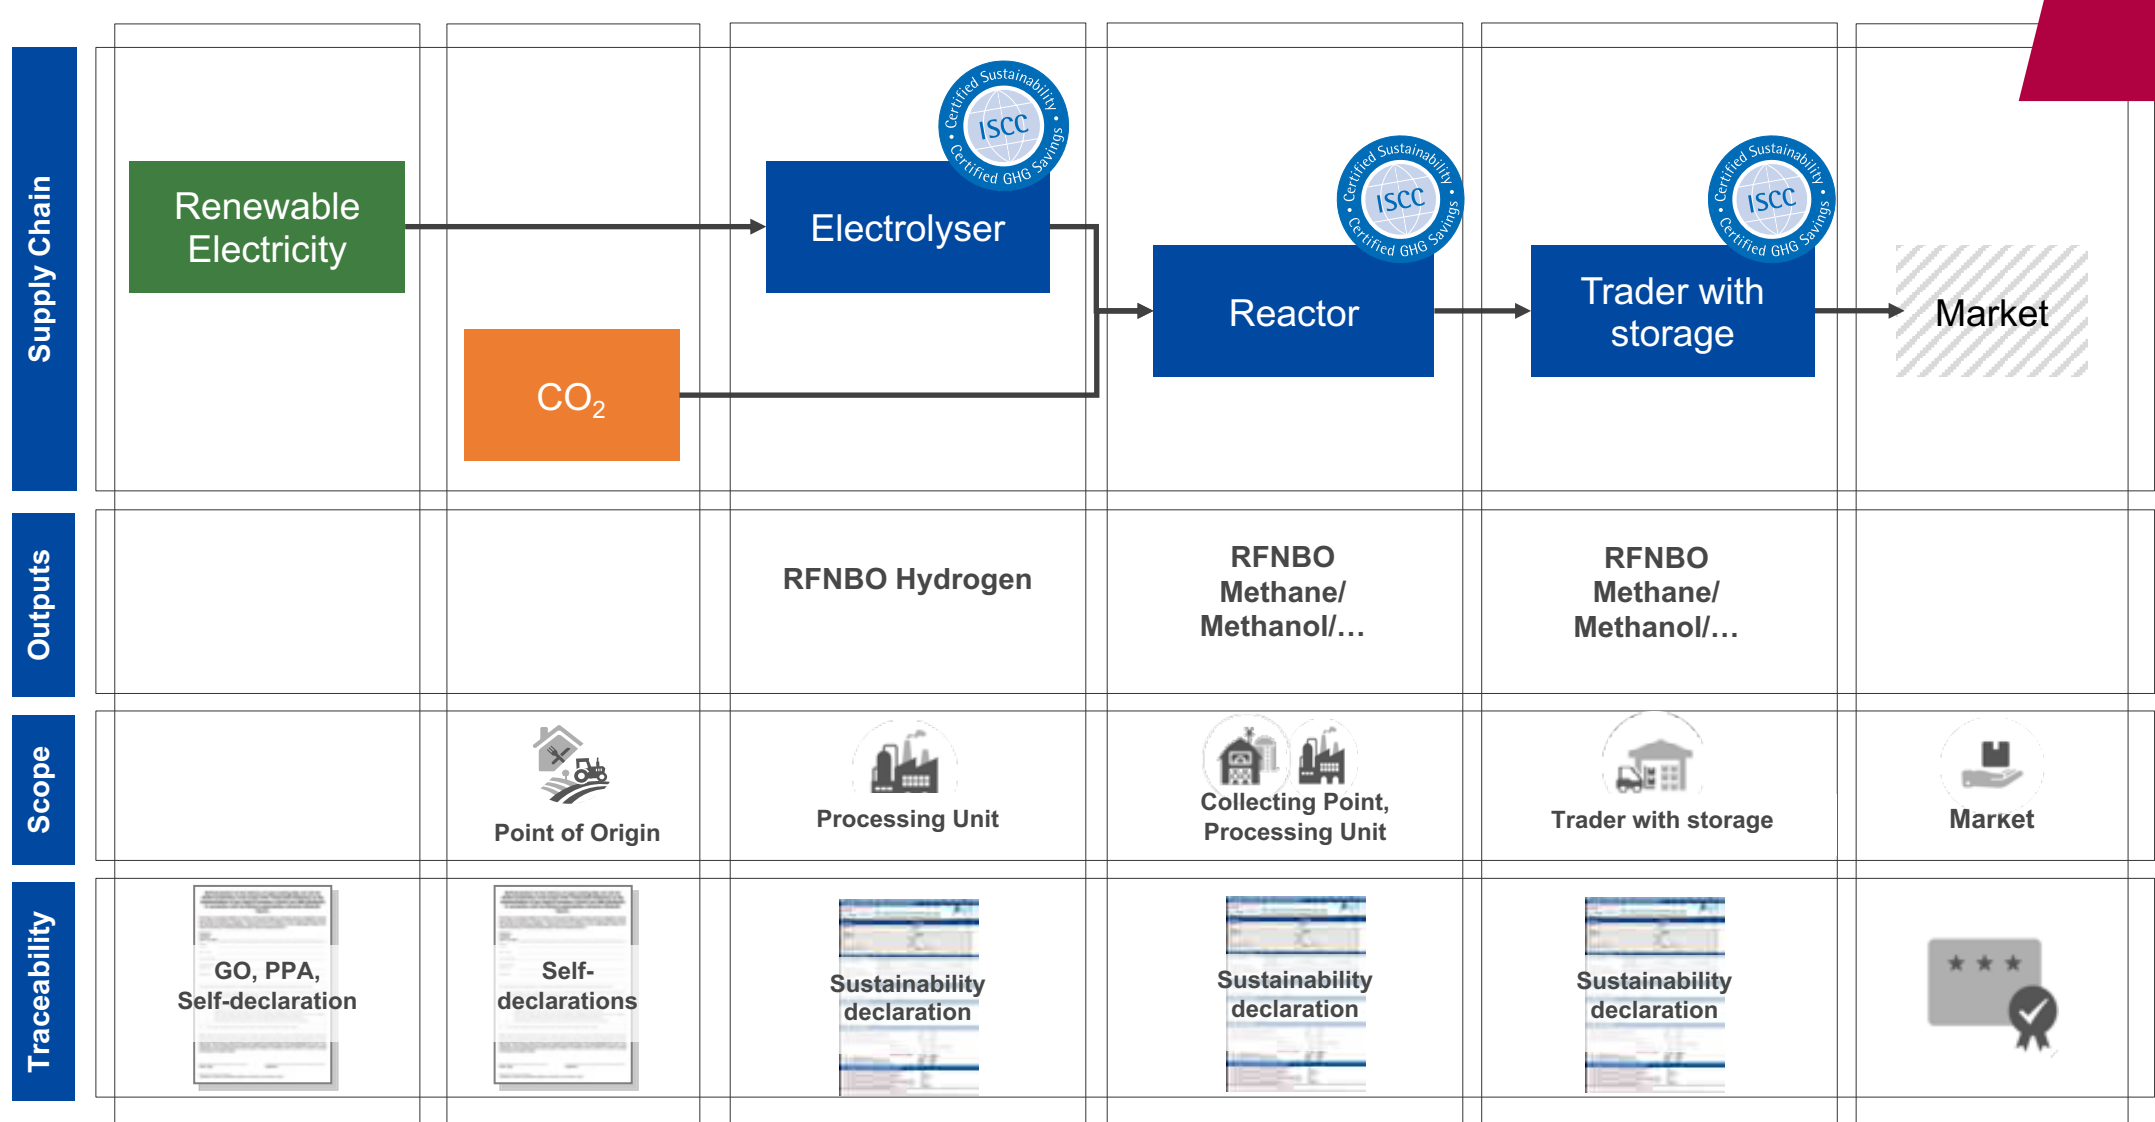 Supply Chain
Renewable
Electricity
CO2
Electrolyser
Certified Sustainability
ISCC
Certified GHG Savings
Reactor
Certified Sustainability
ISCC
Certified GHG Savings
Trader with
storage
Certified Sustainability
ISCC
Certified GHG Savings
Market
Outputs
RFNBO Hydrogen
RFNBO
Methane/
Methanol/…
RFNBO
Methane/
Methanol/…
Scope
Point of Origin
Processing Unit
Collecting Point,
Processing Unit
Trader with storage
Market
Traceability
GO, PPA,
Self-declaration
Self-
declarations
Sustainability
declaration
Sustainability
declaration
Sustainability
declaration